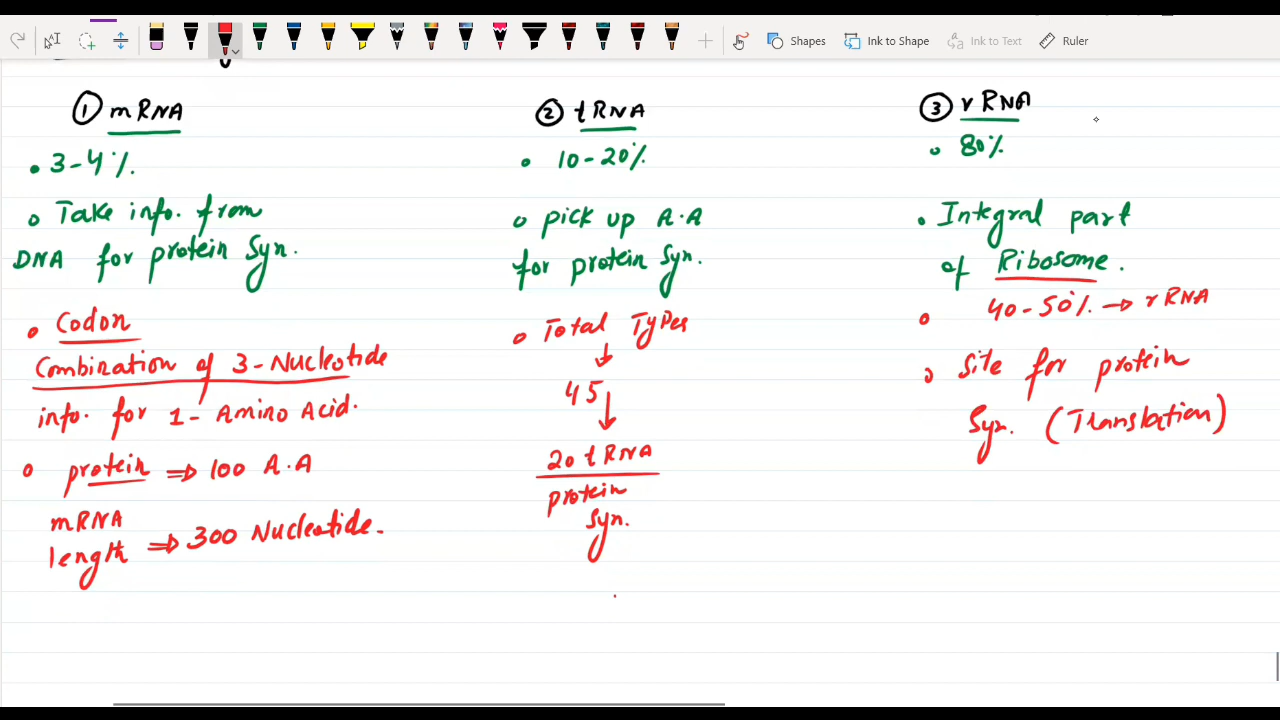 Shapes
Ink to Shape
Ink to Text
Ruler
① mRNA
• 3-4%.
• Take info. from
DNA for protein Syn.
• Codon
Combination of 3-Nucleotide
info. for 1- Amino Acid.
• protein ⇒ 100 A.A
mRNA
length ⇒ 300 Nucleotide.
② tRNA
• 10-20%
• pick up A.A
for protein Syn.
• Total Types
↓
45
↓
20 tRNA
protein
Syn.
③ rRNA
• 80%
• Integral part
of Ribosome.
• 40-50% → rRNA
• Site for protein
Syn. (Translation)